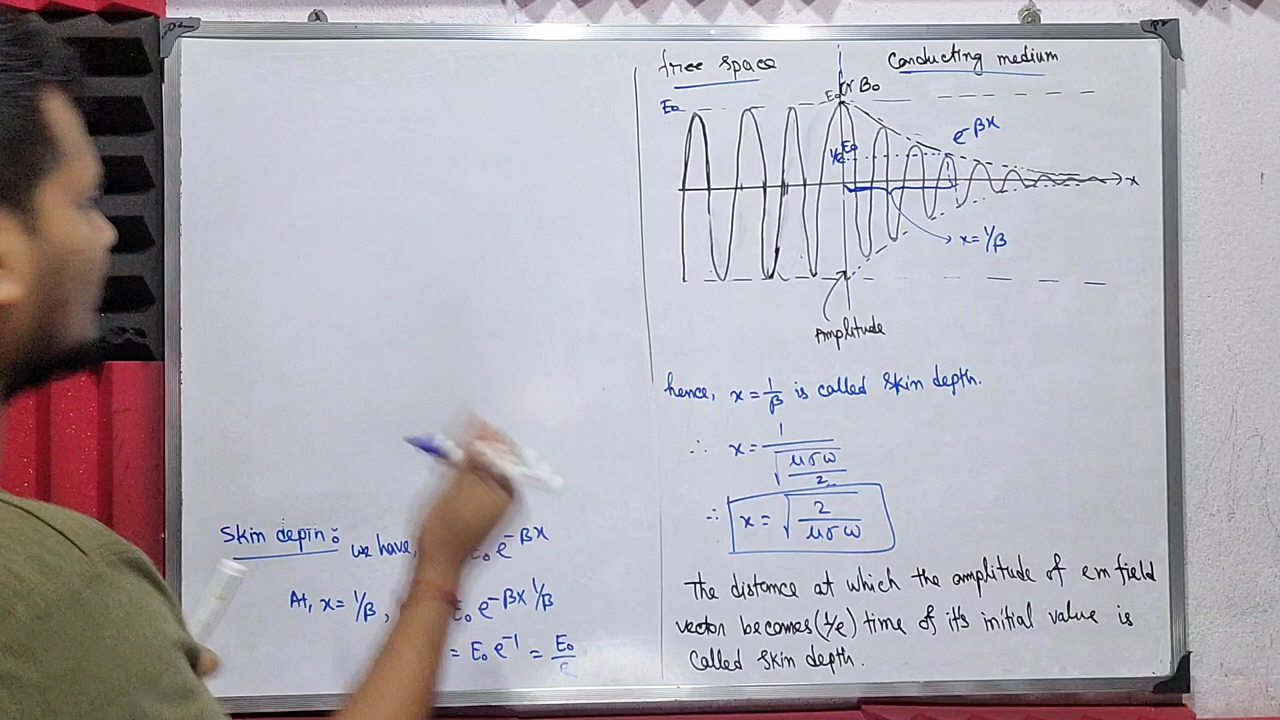 free space
Conducting medium
E₀ or B₀
E₀
e^-βx
1/e E₀
x
x = 1/β
Amplitude
hence, x = 1/β is called skin depth.
∴ x = 1/√(μσω/2)
∴ x = √(2/μσω)
The distance at which the amplitude of em field
vector becomes (1/e) time of it's initial value is
called skin depth.
Skin depth: we have, E₀ e^-βx
At, x = 1/β, E₀ e^-β × 1/β
= E₀ e^-1 = E₀/e